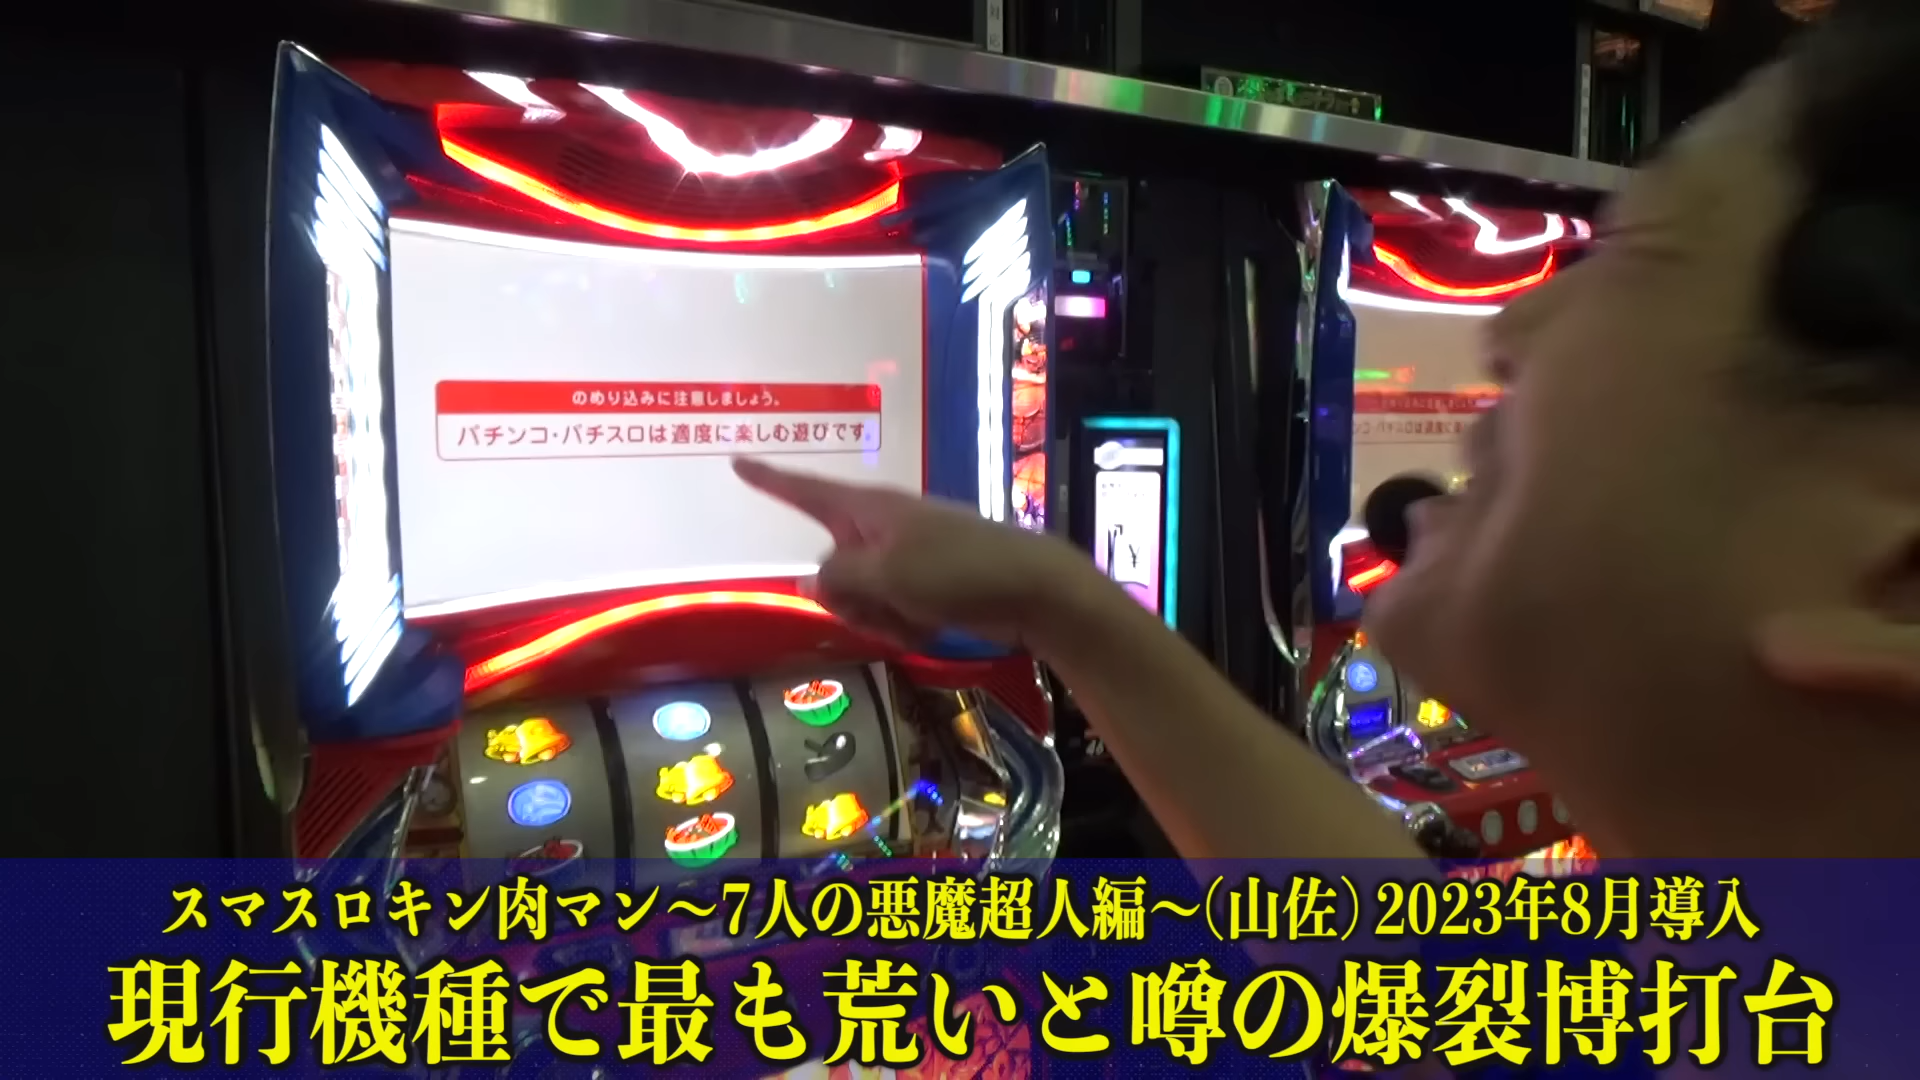 のめり込みに注意しましょう。
パチンコ・パチスロは適度に楽しむ遊びです。
¥
46
スマスロキン肉マン～7人の悪魔超人編～(山佐) 2023年8月導入
現行機種で最も荒いと噂の爆裂博打台